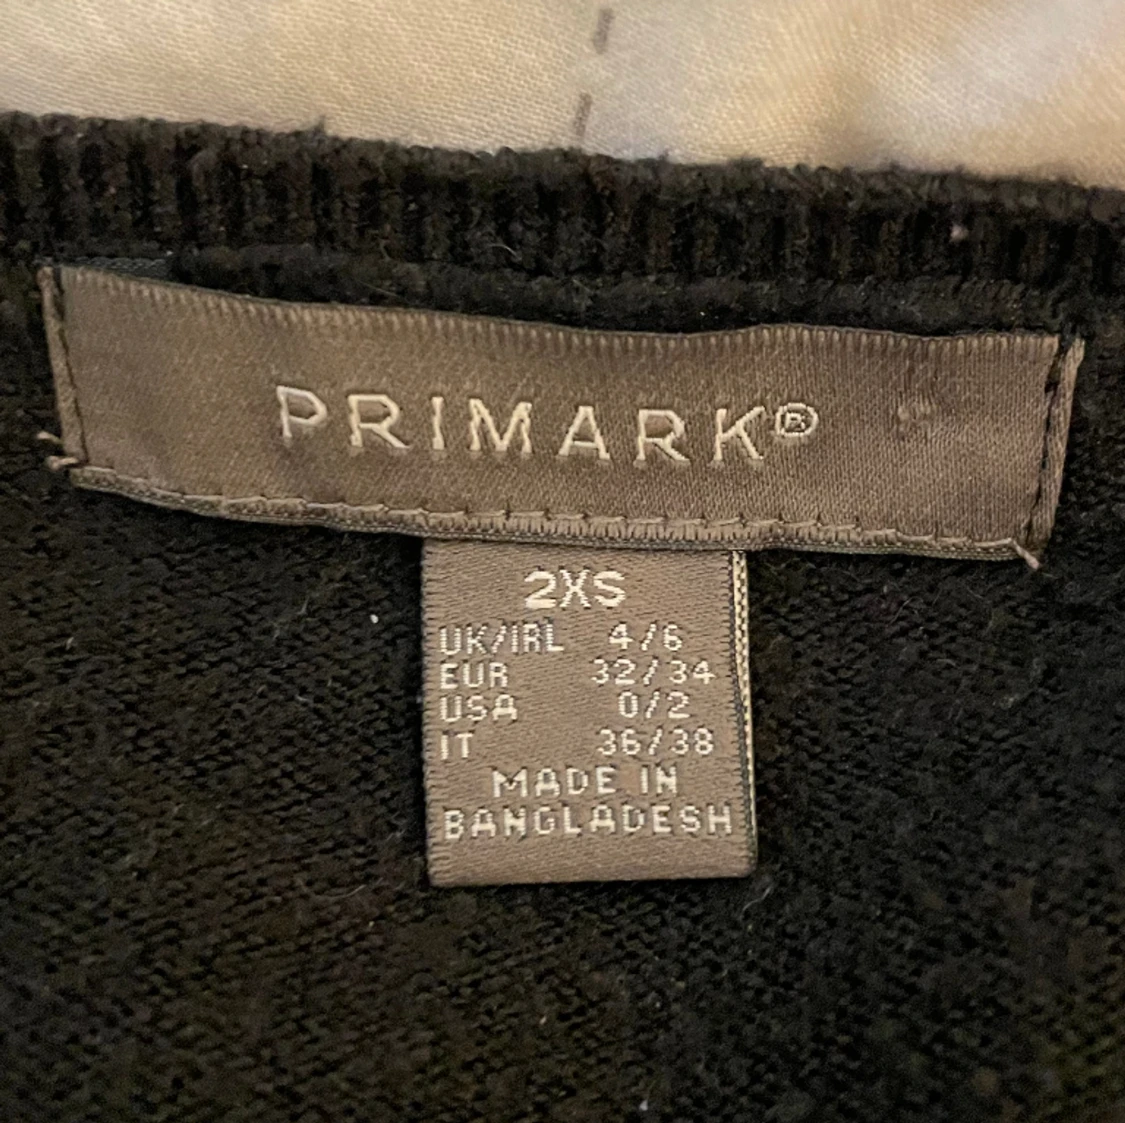 PRIMARK®
2XS
UK/IRL 4/6
EUR 32/34
USA 0/2
IT 36/38
MADE IN
BANGLADESH